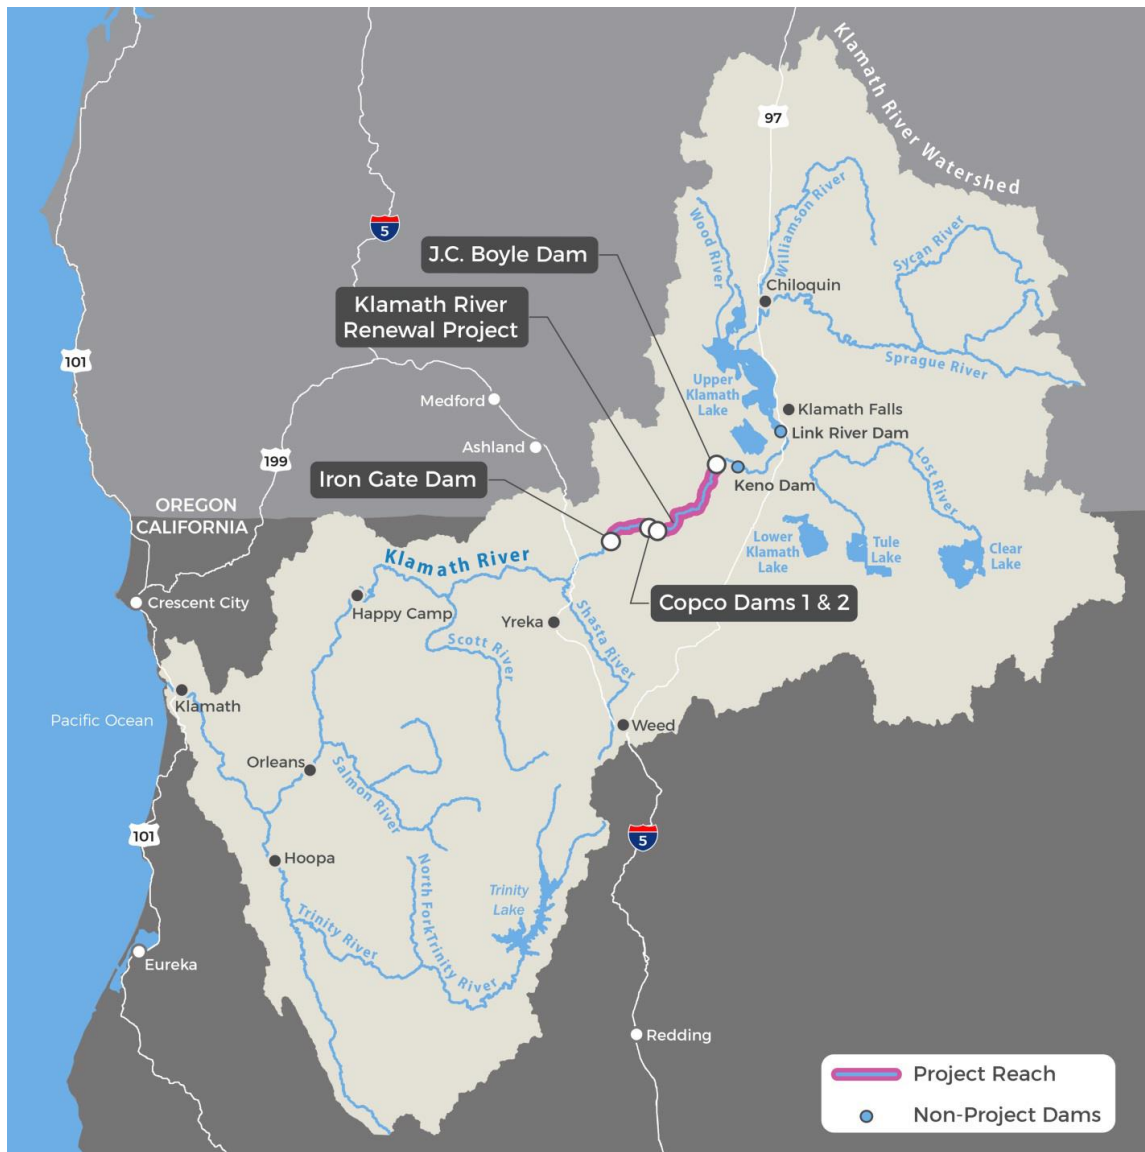 Klamath River Watershed
97
Williamson River
Wood River
Sycan River
5
J.C. Boyle Dam
Klamath River
Renewal Project
Chiloquin
101
Sprague River
Upper
Klamath
Lake
Medford
Klamath Falls
Link River Dam
Ashland
199
Iron Gate Dam
Keno Dam
Lost River
OREGON
CALIFORNIA
Lower
Klamath
Lake
Tule
Lake
Clear
Lake
Klamath River
Crescent City
Happy Camp
Yreka
Shasta River
Copco Dams 1 & 2
Scott River
Klamath
Pacific Ocean
Weed
Orleans
Salmon River
101
5
Hoopa
North Fork Trinity River
Trinity
Lake
Trinity River
Eureka
Redding
Project Reach
Non-Project Dams